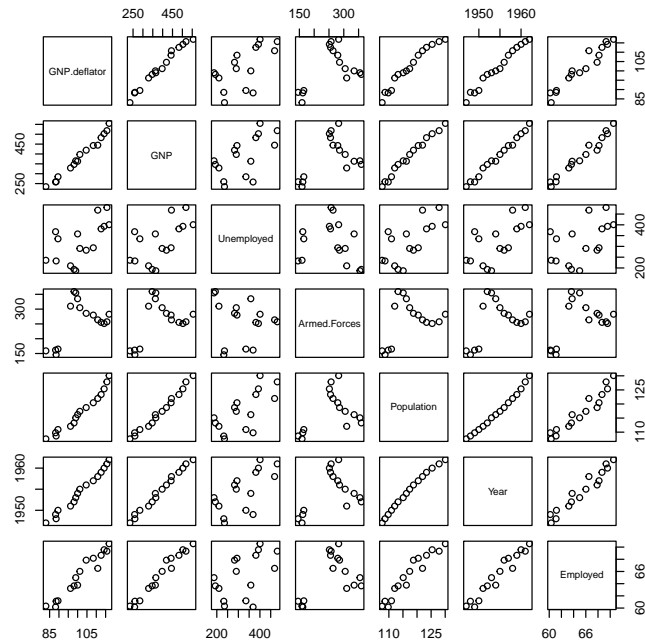 250 450
150 300
1950 1960
GNP.deflator
85 105
250 450
GNP
Unemployed
200 400
150 300
Armed.Forces
Population
110 125
1950 1960
Year
Employed
60 66
85 105
200 400
110 125
60 66